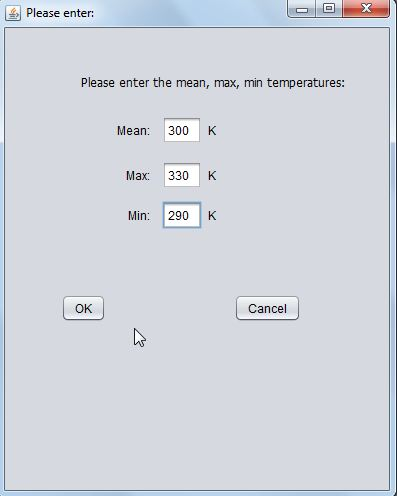 Please enter:
Please enter the mean, max, min temperatures:
Mean: 300 K
Max: 330 K
Min: 290 K
OK Cancel